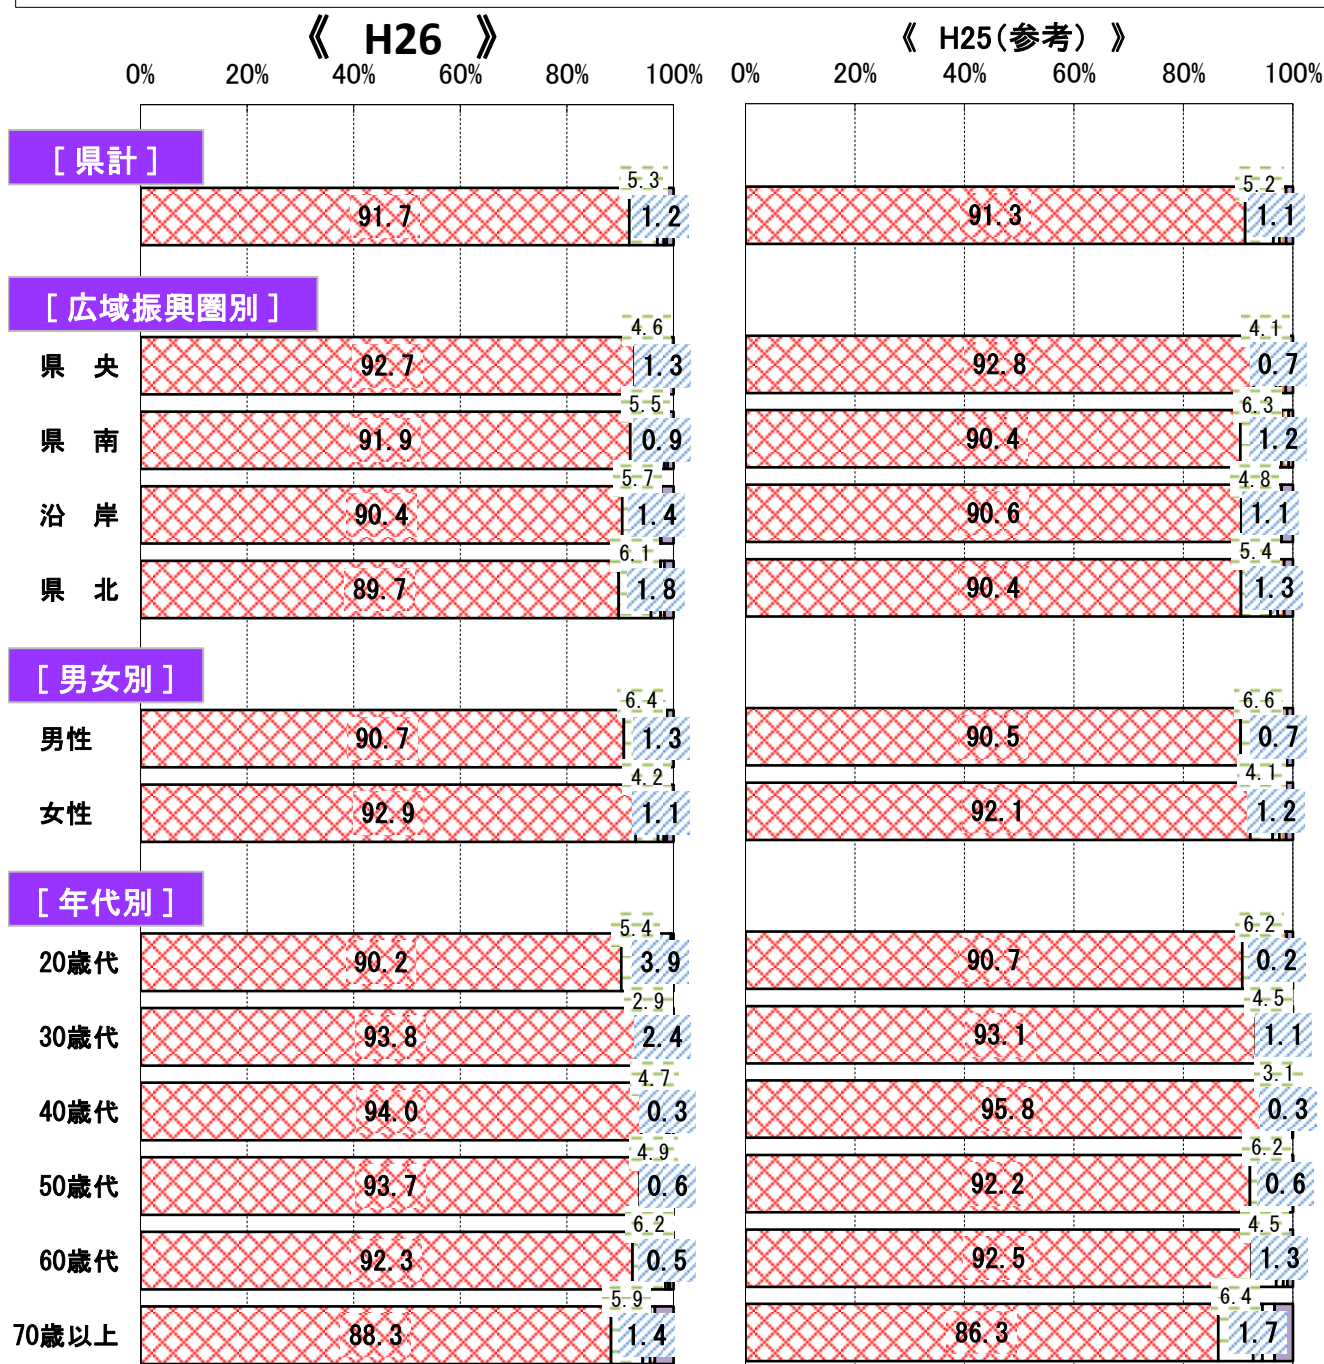 《 H26 》 《 H25(参考) 》
0% 20% 40% 60% 80% 100% 0% 20% 40% 60% 80% 100%
[ 県計 ]
5.3 5.2
91.7 1.2 91.3 1.1
[ 広域振興圏別 ]
4.6 4.1
県 央 92.7 1.3 92.8 0.7
5.5 6.3
県 南 91.9 0.9 90.4 1.2
5.7 4.8
沿 岸 90.4 1.4 90.6 1.1
6.1 5.4
県 北 89.7 1.8 90.4 1.3
[ 男女別 ]
6.4 6.6
男性 90.7 1.3 90.5 0.7
4.2 4.1
女性 92.9 1.1 92.1 1.2
[ 年代別 ]
5.4 6.2
20歳代 90.2 3.9 90.7 0.2
2.9 4.5
30歳代 93.8 2.4 93.1 1.1
4.7 3.1
40歳代 94.0 0.3 95.8 0.3
4.9 6.2
50歳代 93.7 0.6 92.2 0.6
6.2 4.5
60歳代 92.3 0.5 92.5 1.3
5.9 6.4
70歳以上 88.3 1.4 86.3 1.7